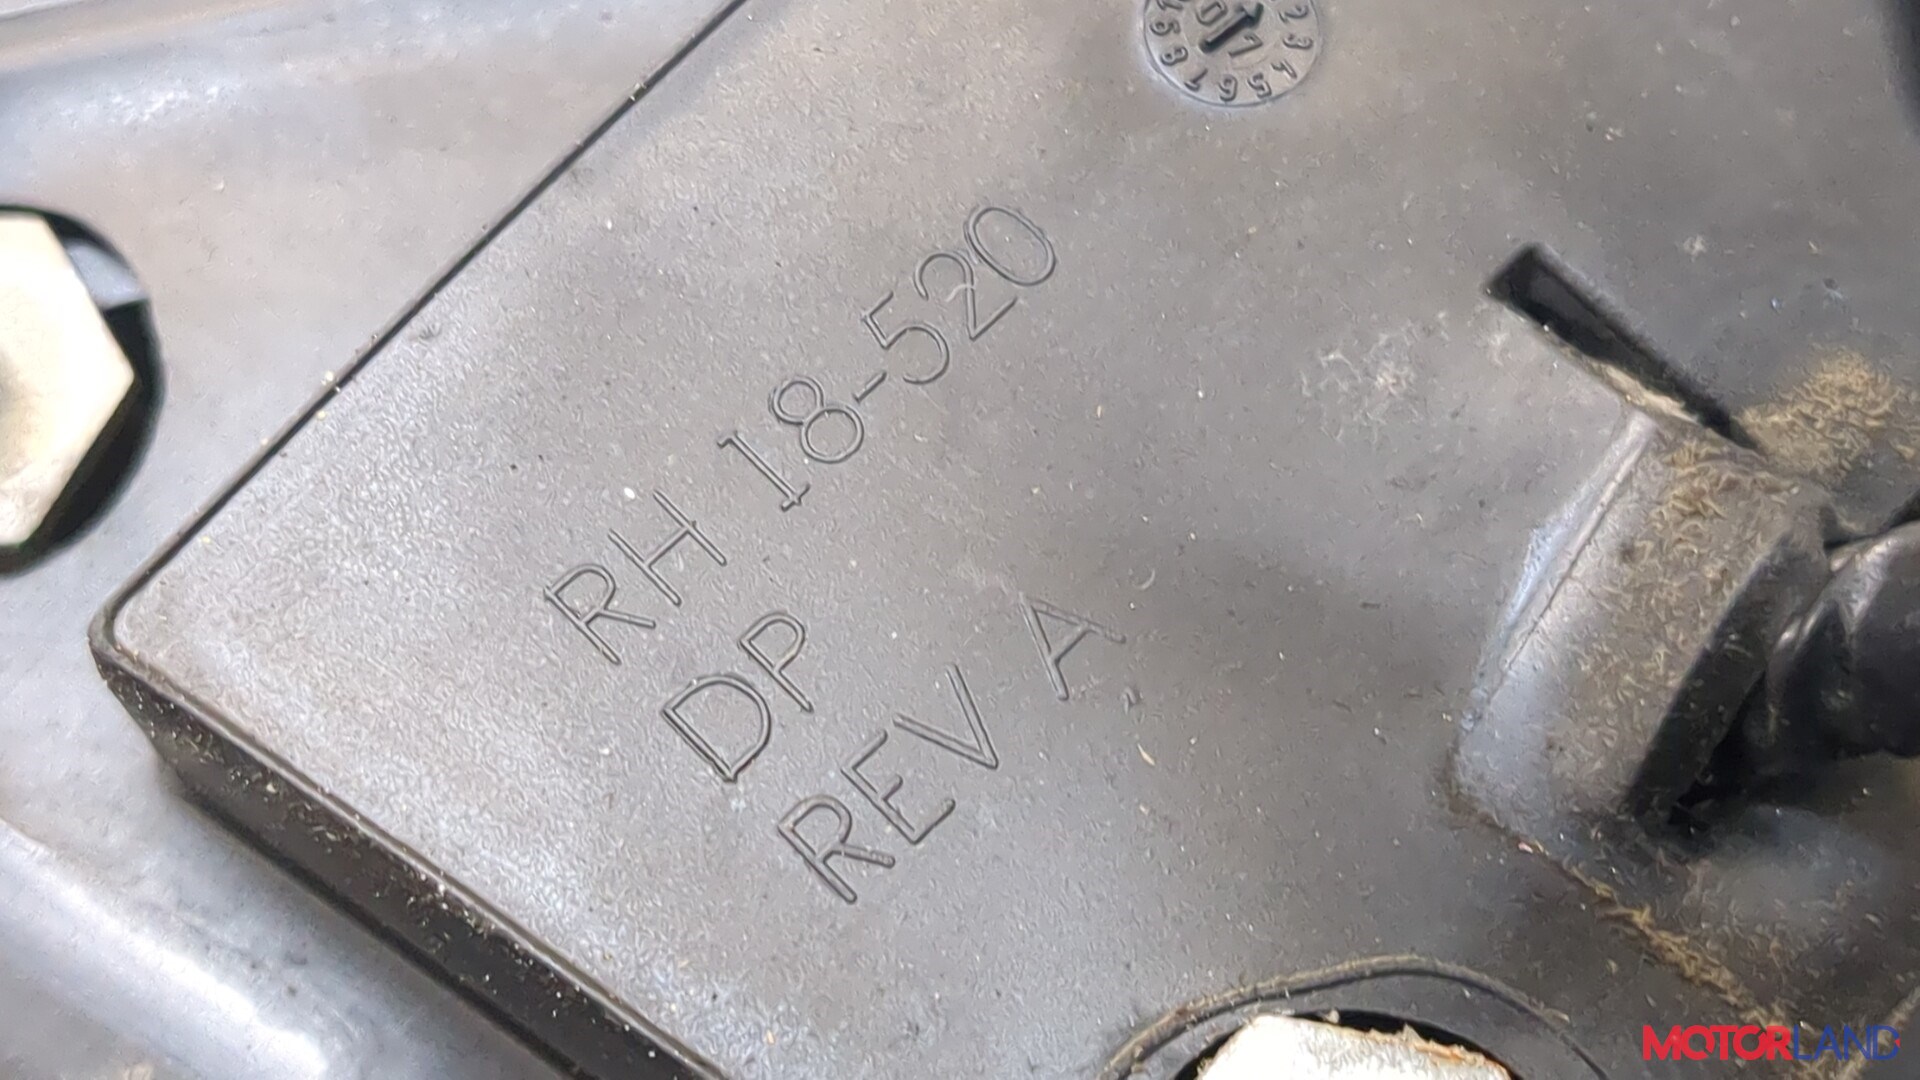 RH 18-520
DP
REV A
MOTORLAND